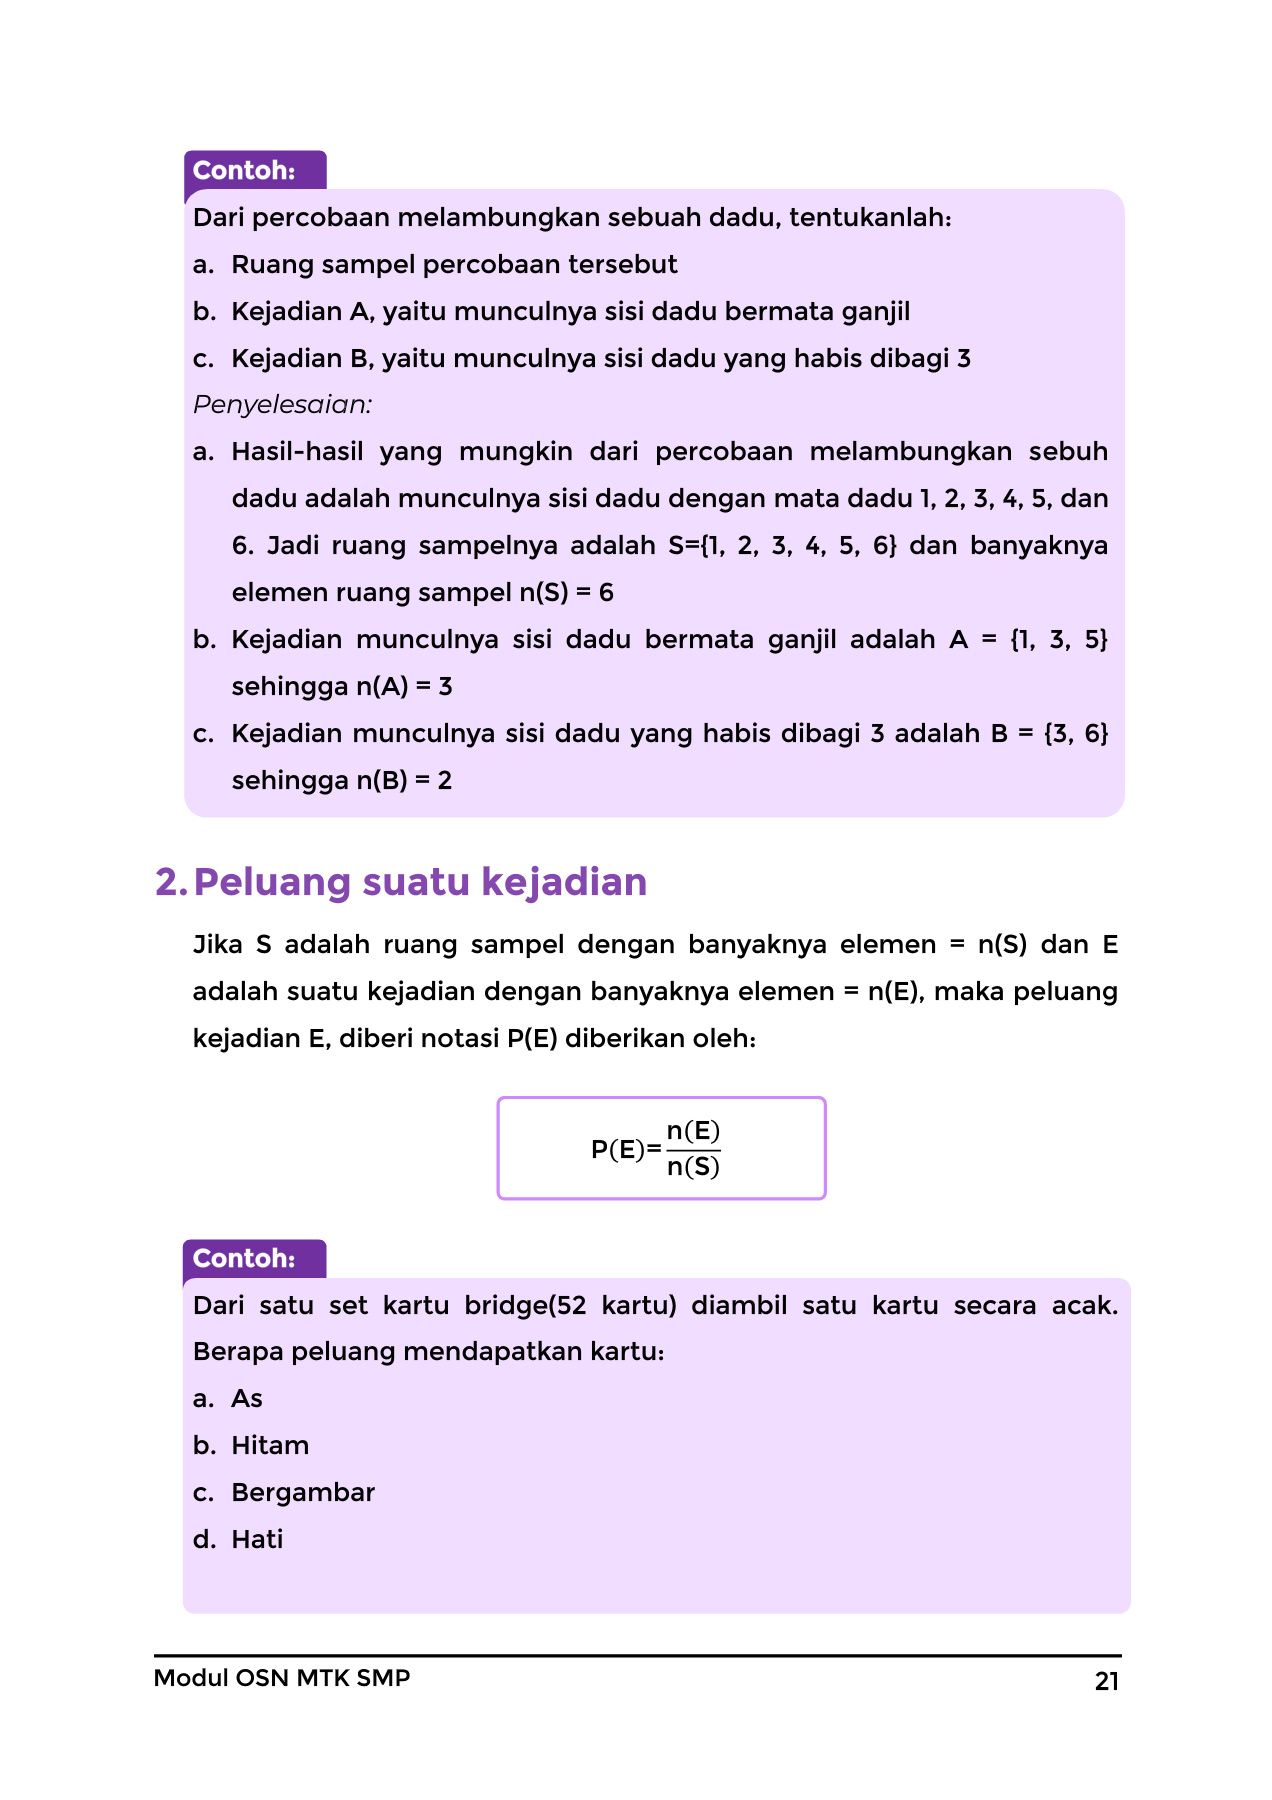 Contoh:
Dari percobaan melambungkan sebuah dadu, tentukanlah:
a. Ruang sampel percobaan tersebut
b. Kejadian A, yaitu munculnya sisi dadu bermata ganjil
c. Kejadian B, yaitu munculnya sisi dadu yang habis dibagi 3
Penyelesaian:
a. Hasil-hasil yang mungkin dari percobaan melambungkan sebuh
dadu adalah munculnya sisi dadu dengan mata dadu 1, 2, 3, 4, 5, dan
6. Jadi ruang sampelnya adalah S={1, 2, 3, 4, 5, 6} dan banyaknya
elemen ruang sampel n(S) = 6
b. Kejadian munculnya sisi dadu bermata ganjil adalah A = {1, 3, 5}
sehingga n(A) = 3
c. Kejadian munculnya sisi dadu yang habis dibagi 3 adalah B = {3, 6}
sehingga n(B) = 2
2. Peluang suatu kejadian
Jika S adalah ruang sampel dengan banyaknya elemen = n(S) dan E
adalah suatu kejadian dengan banyaknya elemen = n(E), maka peluang
kejadian E, diberi notasi P(E) diberikan oleh:
P(E)=n(E)/n(S)
Contoh:
Dari satu set kartu bridge(52 kartu) diambil satu kartu secara acak.
Berapa peluang mendapatkan kartu:
a. As
b. Hitam
c. Bergambar
d. Hati
Modul OSN MTK SMP
21